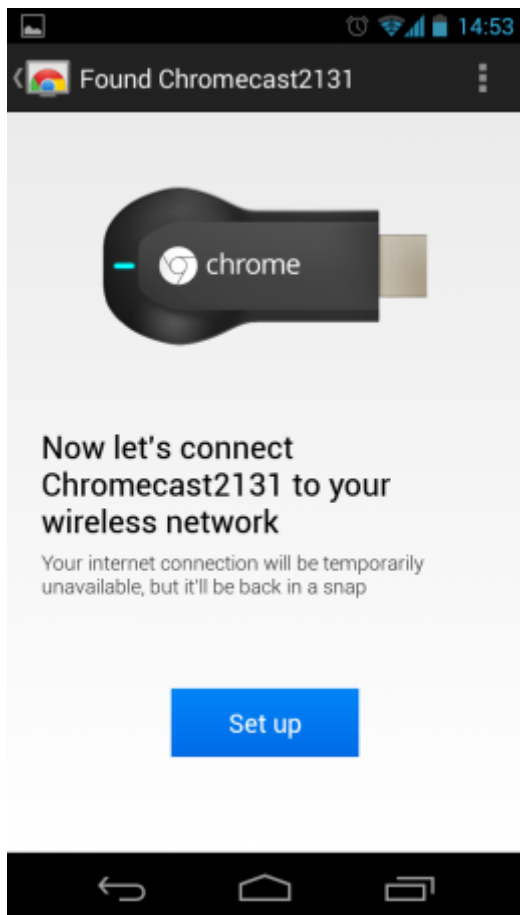 14:53
Found Chromecast2131
chrome
Now let's connect
Chromecast2131 to your
wireless network
Your internet connection will be temporarily
unavailable, but it'll be back in a snap
Set up